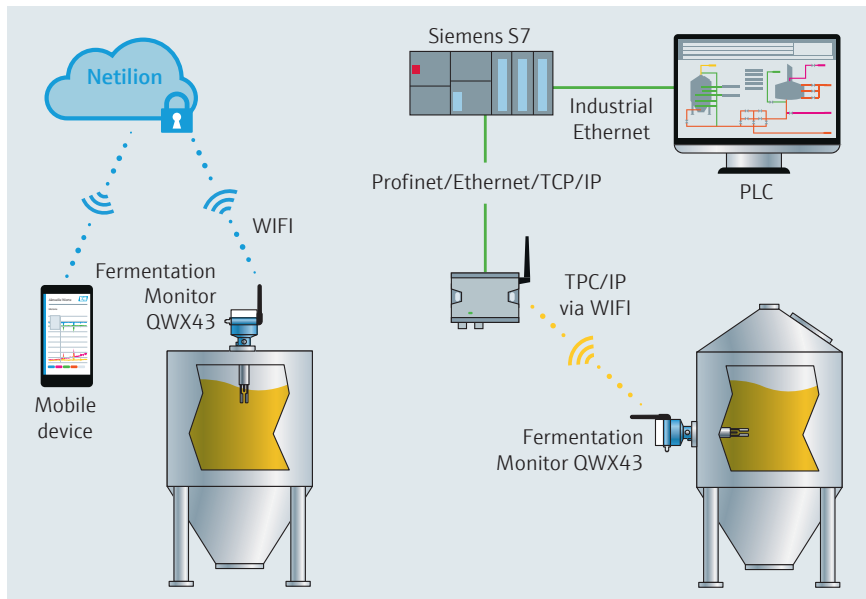 Netilion
WIFI
Fermentation
Monitor
QWX43
Mobile
device
Siemens S7
Industrial
Ethernet
PLC
Profinet/Ethernet/TCP/IP
TPC/IP
via WIFI
Fermentation
Monitor QWX43